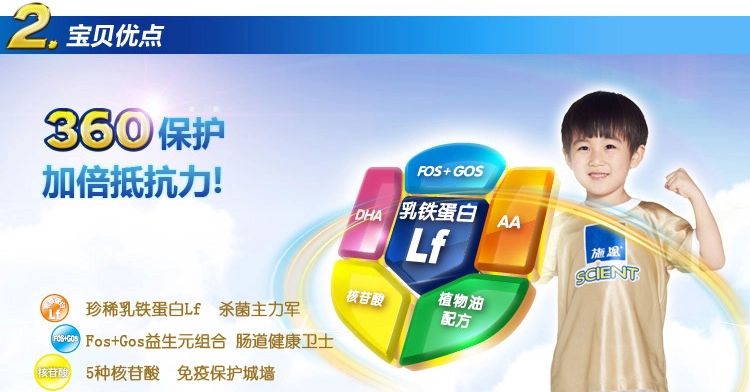 2. 宝贝优点
360保护
加倍抵抗力!
FOS+GOS
DHA
乳铁蛋白
Lf
AA
核苷酸
植物油
配方
施恩
SCIENT
Lf
珍稀乳铁蛋白Lf 杀菌主力军
FOS+GOS
Fos+Gos益生元组合 肠道健康卫士
核苷酸
5种核苷酸 免疫保护城墙